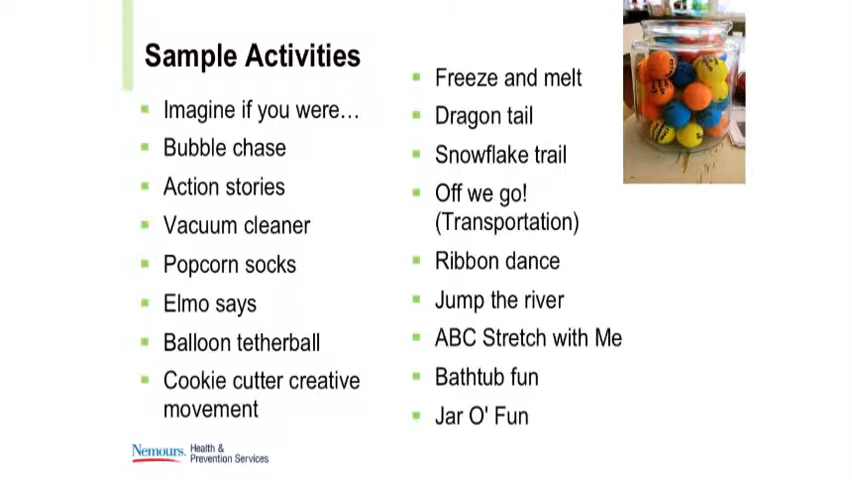 Sample Activities
Imagine if you were…
Bubble chase
Action stories
Vacuum cleaner
Popcorn socks
Elmo says
Balloon tetherball
Cookie cutter creative
movement
Freeze and melt
Dragon tail
Snowflake trail
Off we go!
(Transportation)
Ribbon dance
Jump the river
ABC Stretch with Me
Bathtub fun
Jar O' Fun
Nemours. Health &
Prevention Services